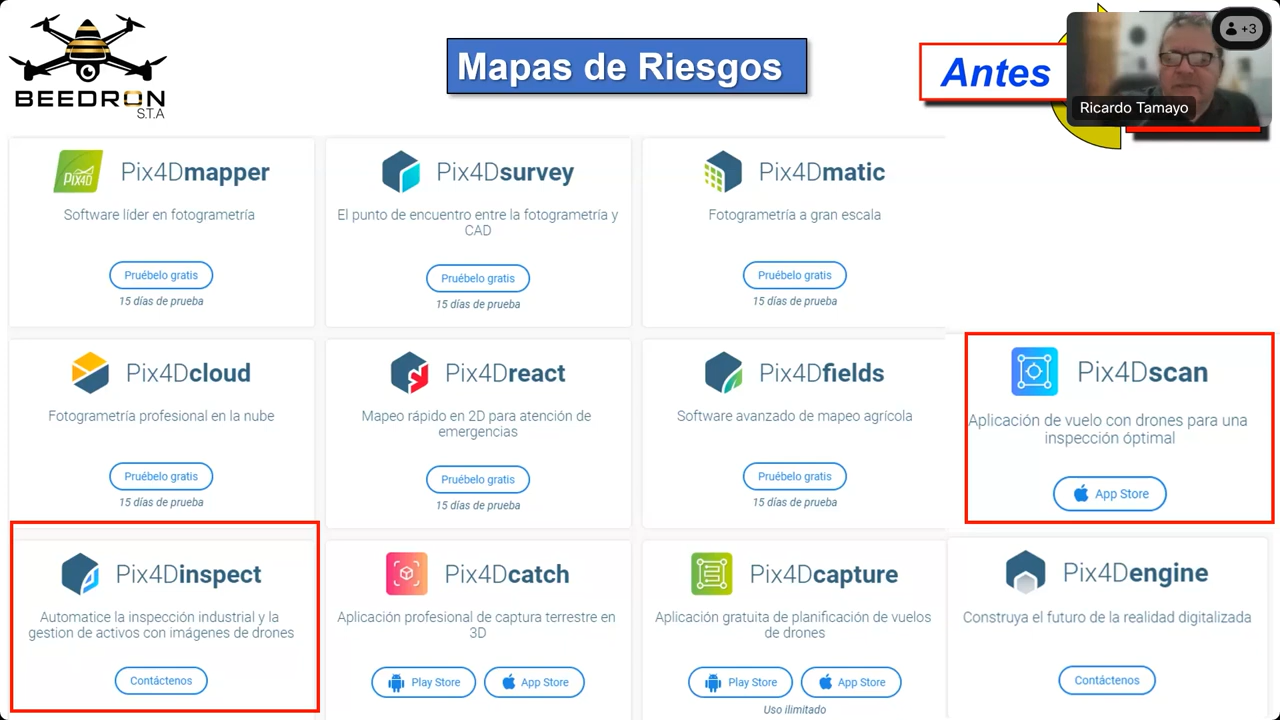 BEEDRON
S.T.A
Mapas de Riesgos
Antes
+3
Ricardo Tamayo
PIX4D
Pix4Dmapper
Software líder en fotogrametría
Pruébelo gratis
15 días de prueba
Pix4Dsurvey
El punto de encuentro entre la fotogrametría y
CAD
Pruébelo gratis
15 días de prueba
Pix4Dmatic
Fotogrametría a gran escala
Pruébelo gratis
15 días de prueba
Pix4Dcloud
Fotogrametría profesional en la nube
Pruébelo gratis
15 días de prueba
Pix4Dreact
Mapeo rápido en 2D para atención de
emergencias
Pruébelo gratis
15 días de prueba
Pix4Dfields
Software avanzado de mapeo agrícola
Pruébelo gratis
15 días de prueba
Pix4Dscan
Aplicación de vuelo con drones para una
inspección óptimal
App Store
Pix4Dinspect
Automatice la inspección industrial y la
gestion de activos con imágenes de drones
Contáctenos
Pix4Dcatch
Aplicación profesional de captura terrestre en
3D
Play Store
App Store
Pix4Dcapture
Aplicación gratuita de planificación de vuelos
de drones
Play Store
App Store
Uso ilimitado
Pix4Dengine
Construya el futuro de la realidad digitalizada
Contáctenos